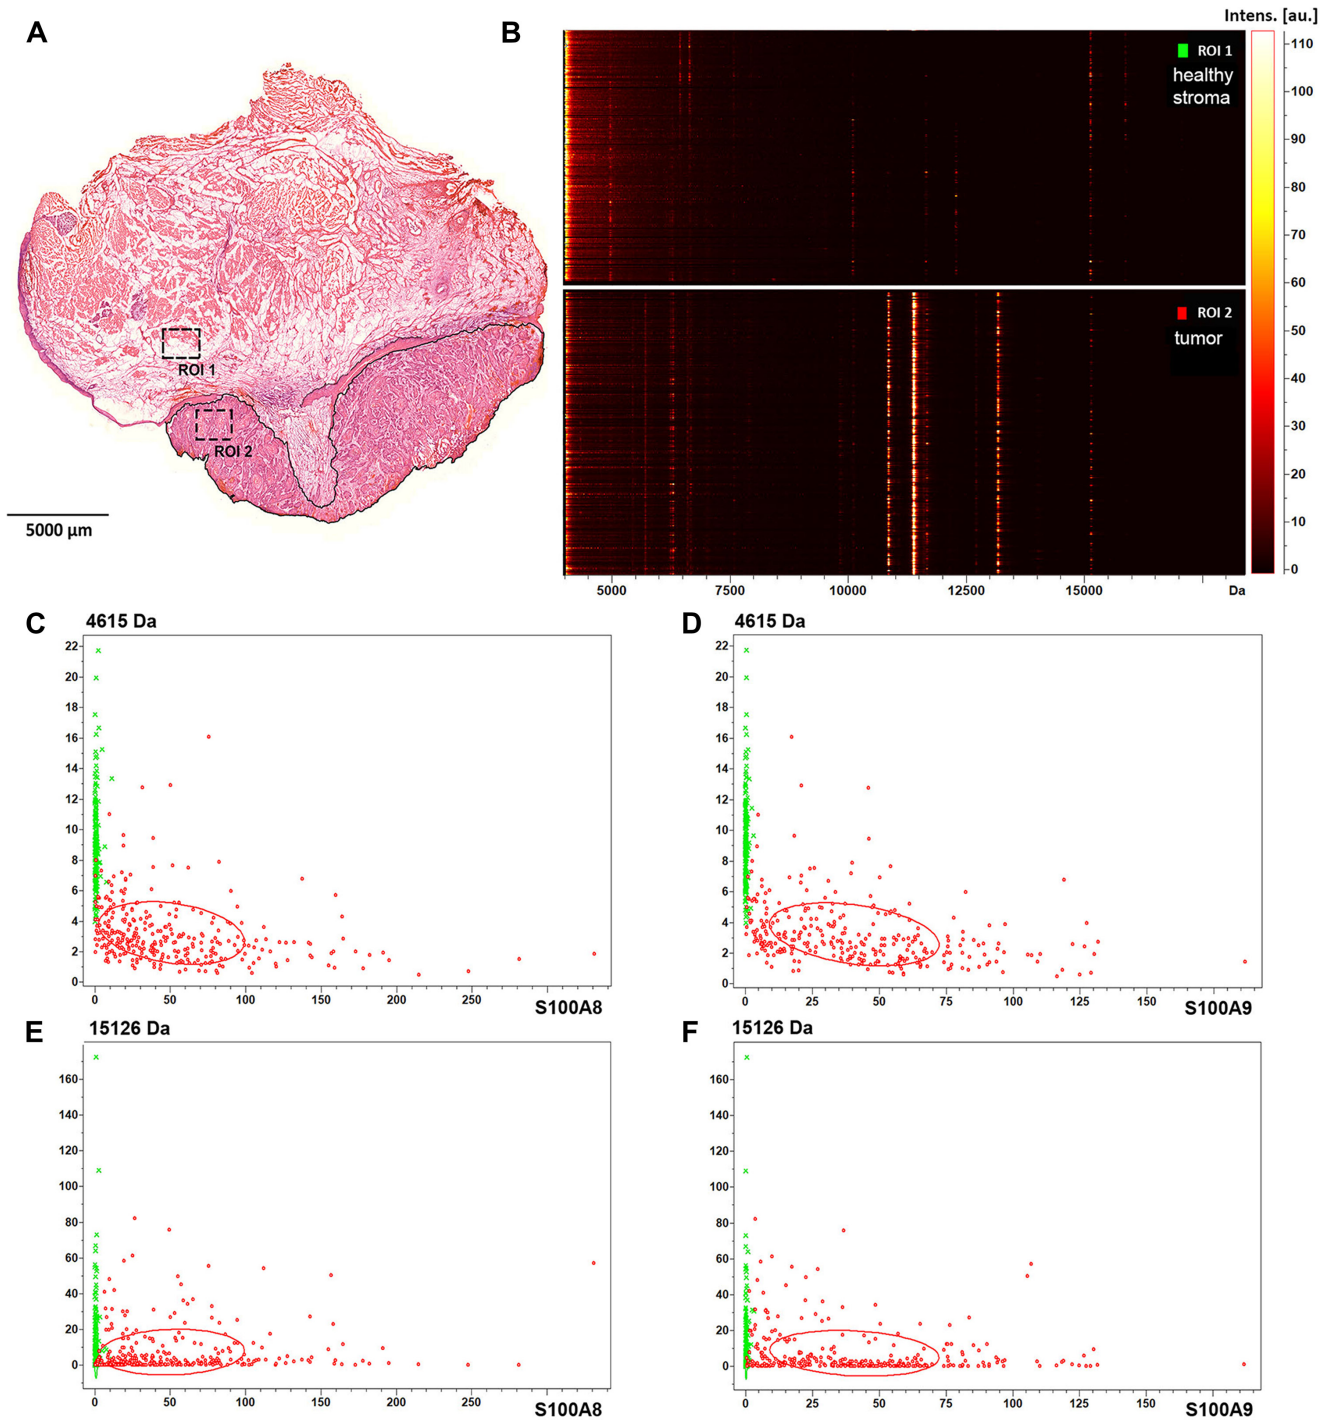 A
B
Intens. [au.]
ROI 1
healthy
stroma
ROI 2
tumor
110
100
90
80
70
60
50
40
30
20
10
0
ROI 1
ROI 2
5000 µm
5000 7500 10000 12500 15000 Da
C
4615 Da
22
20
18
16
14
12
10
8
6
4
2
0
0 50 100 150 200 250
S100A8
D
4615 Da
22
20
18
16
14
12
10
8
6
4
2
0
0 25 50 75 100 125 150
S100A9
E
15126 Da
160
140
120
100
80
60
40
20
0
0 50 100 150 200 250
S100A8
F
15126 Da
160
140
120
100
80
60
40
20
0
0 25 50 75 100 125 150
S100A9